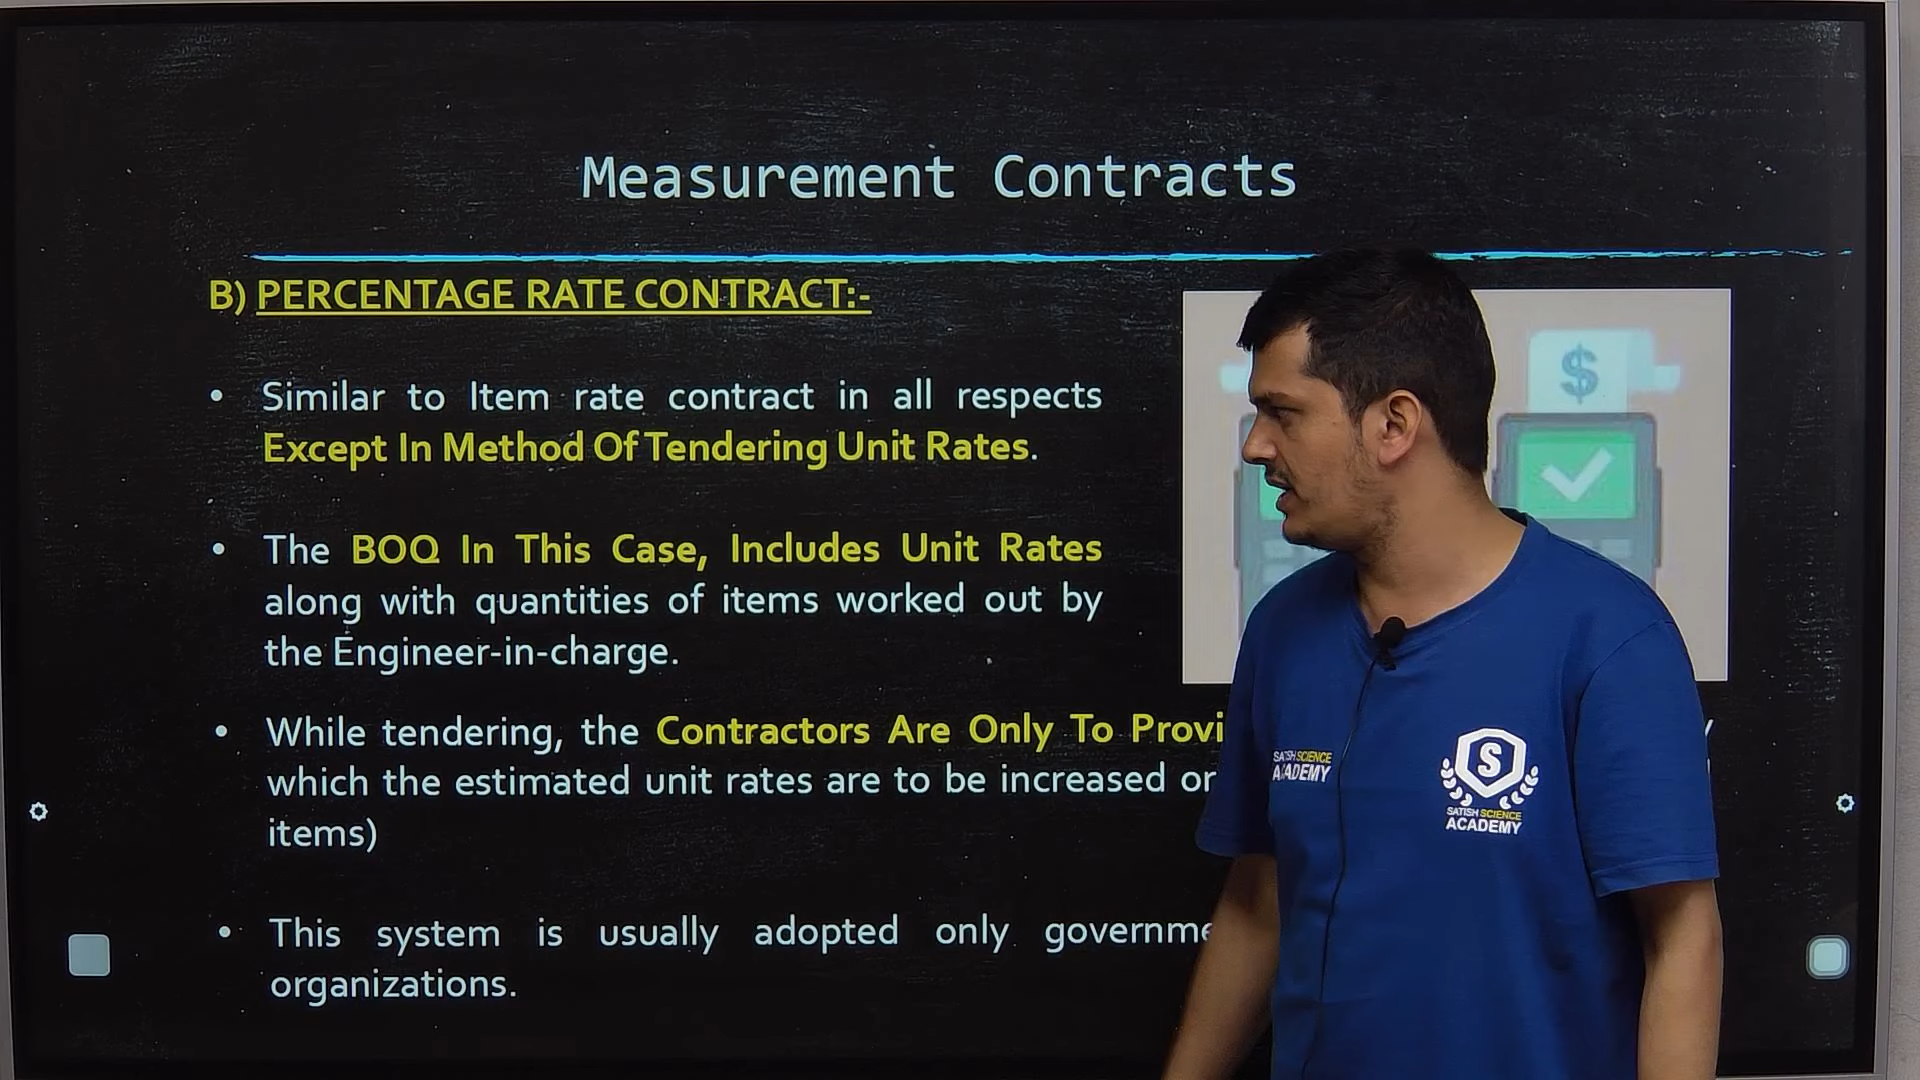 Measurement Contracts
B) PERCENTAGE RATE CONTRACT:-
• Similar to Item rate contract in all respects
Except In Method Of Tendering Unit Rates.
$
• The BOQ In This Case, Includes Unit Rates
along with quantities of items worked out by
the Engineer-in-charge.
• While tendering, the Contractors Are Only To
which the estimated unit rates are to be increased or
items)
• This system is usually adopted only
organizations.
SATISH SCIENCE
ACADEMY
S
SATISH SCIENCE
ACADEMY